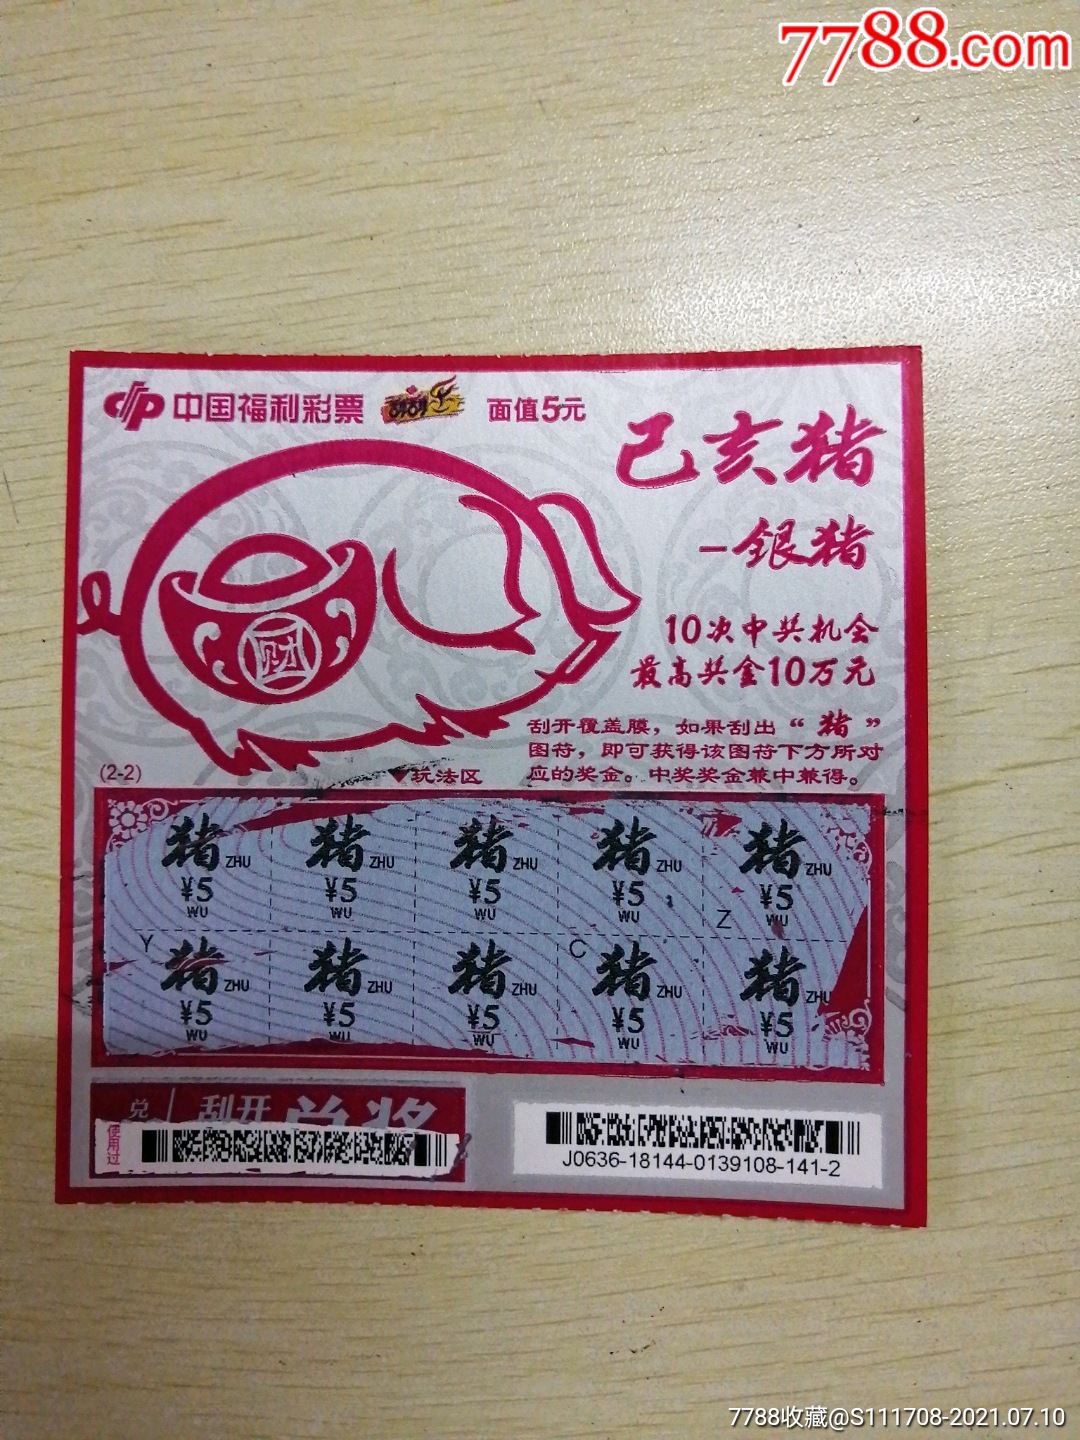 7788.com
中国福利彩票 刮刮乐 面值5元
己亥猪
-银猪
10次中奖机会
最高奖金10万元
刮开覆盖膜，如果刮出“猪”
图符，即可获得该图符下方所对
应的奖金。中奖奖金兼中兼得。
财
(2-2)
▼玩法区
猪ZHU 猪ZHU 猪ZHU 猪ZHU 猪ZHU
¥5 ¥5 ¥5 ¥5 ¥5
WU WU WU WU Z WU
Y 猪ZHU 猪ZHU 猪ZHU C 猪ZHU 猪ZHU
¥5 ¥5 ¥5 ¥5 ¥5
WU WU WU WU WU
兑 刮开
使用过
J0636-18144-0139108-141-2
7788收藏@S111708-2021.07.10